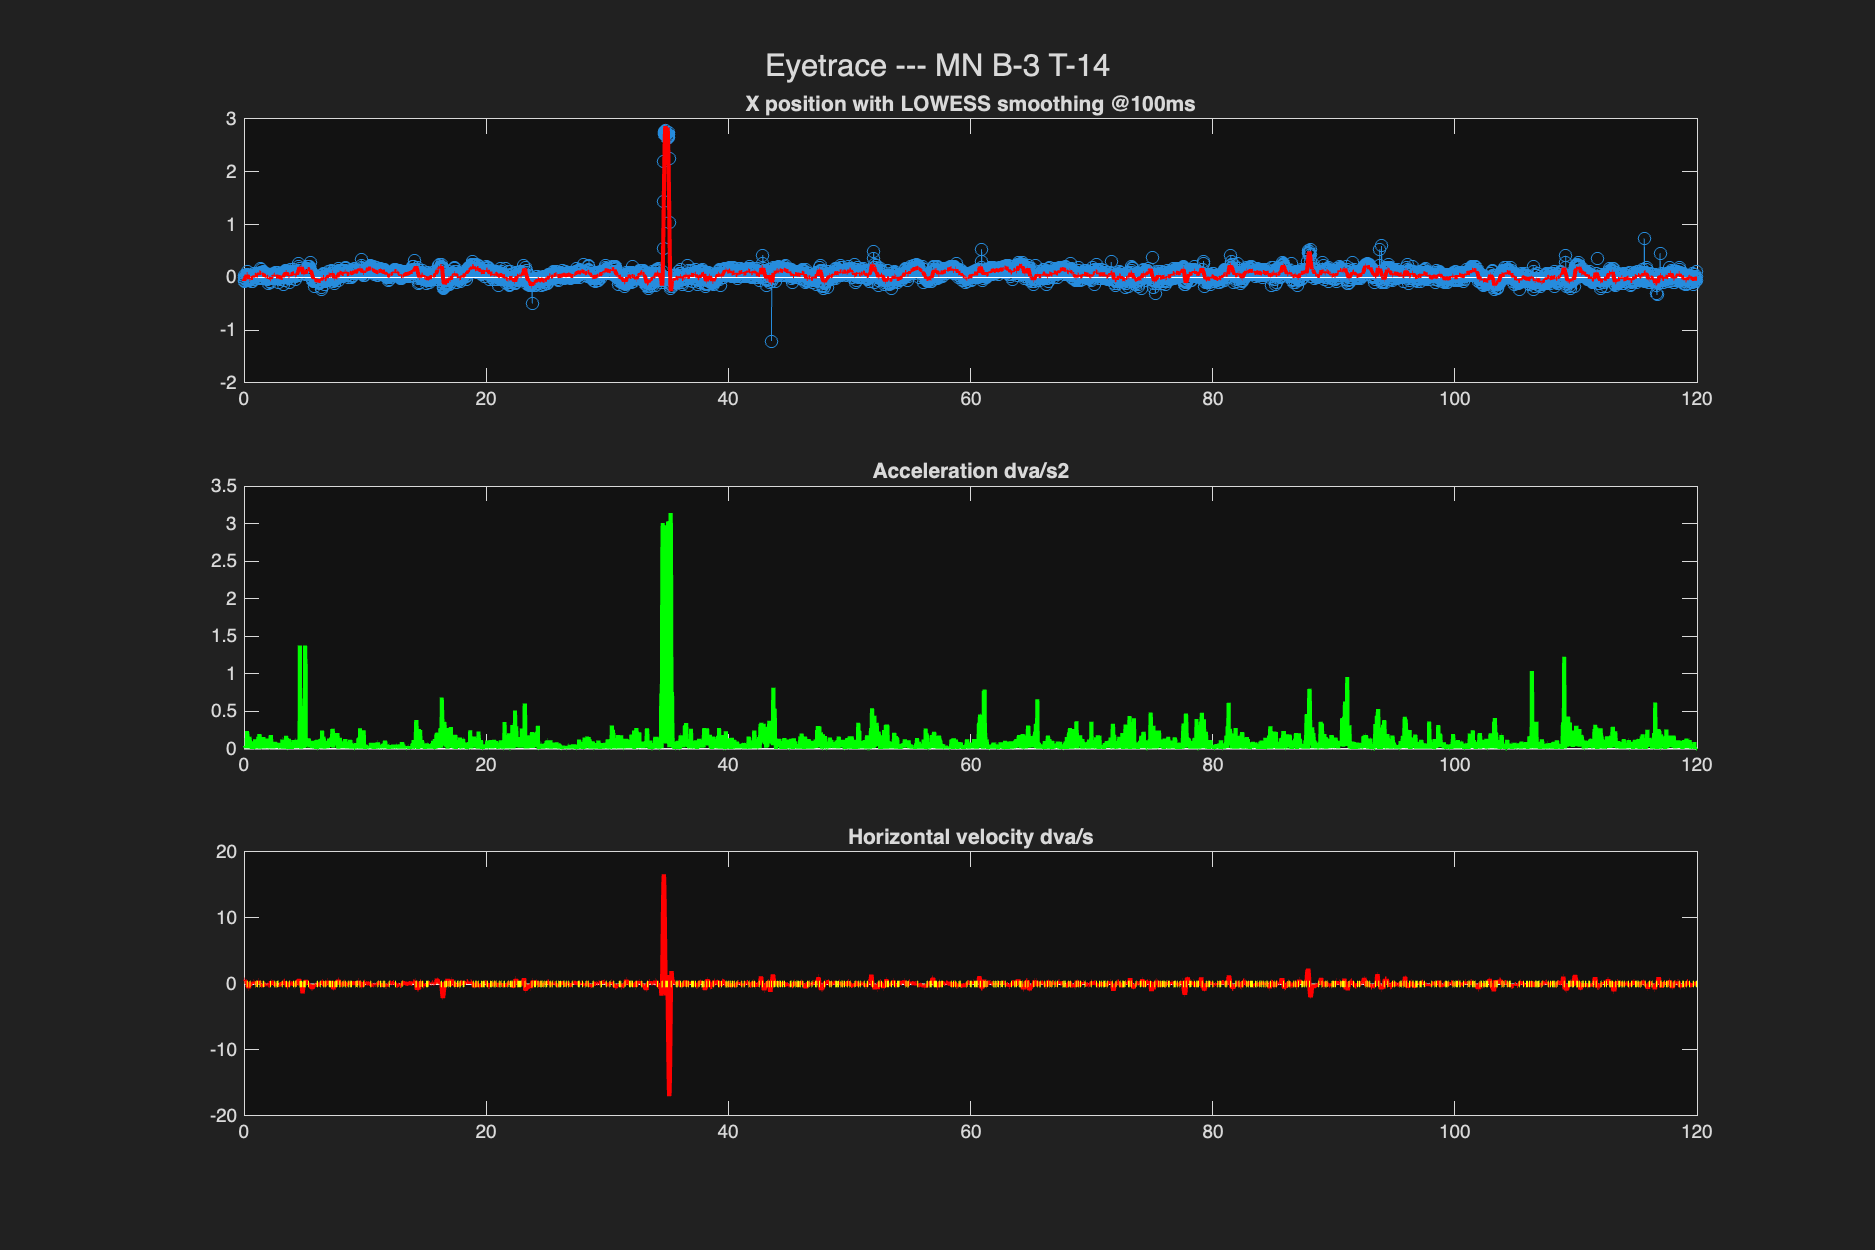 Eyetrace --- MN B-3 T-14
X position with LOWESS smoothing @100ms
3
2
1
0
-1
-2
0 20 40 60 80 100 120
Acceleration dva/s2
3.5
3
2.5
2
1.5
1
0.5
0
0 20 40 60 80 100 120
Horizontal velocity dva/s
20
10
0
-10
-20
0 20 40 60 80 100 120